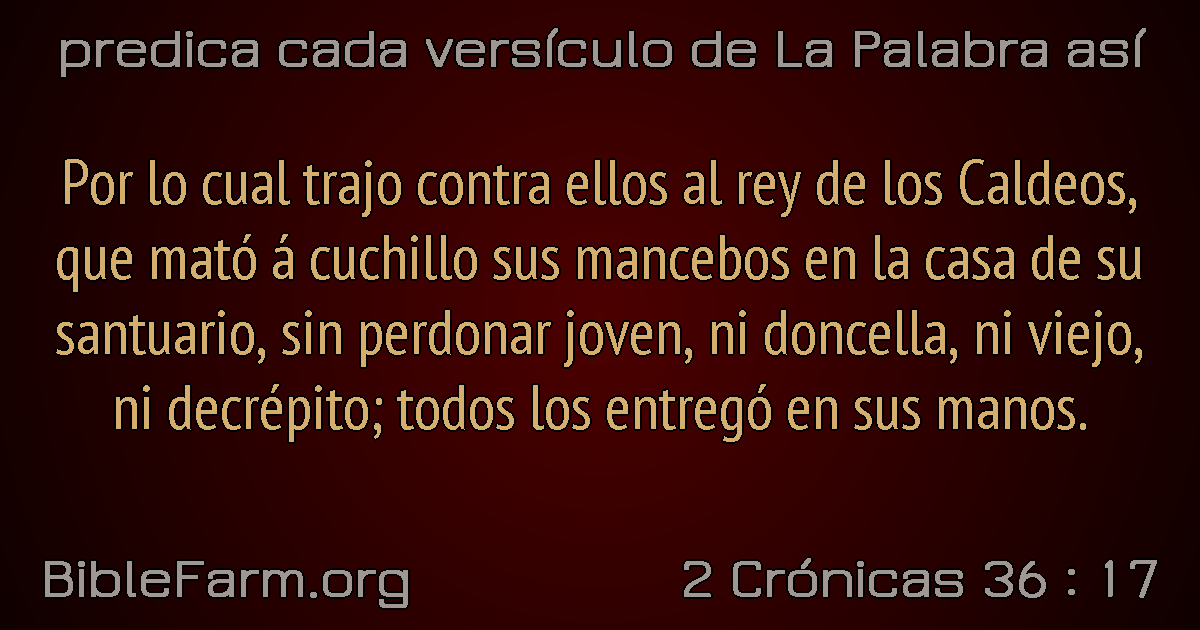 predica cada versículo de La Palabra así
Por lo cual trajo contra ellos al rey de los Caldeos,
que mató á cuchillo sus mancebos en la casa de su
santuario, sin perdonar joven, ni doncella, ni viejo,
ni decrépito; todos los entregó en sus manos.
BibleFarm.org
2 Crónicas 36 : 17